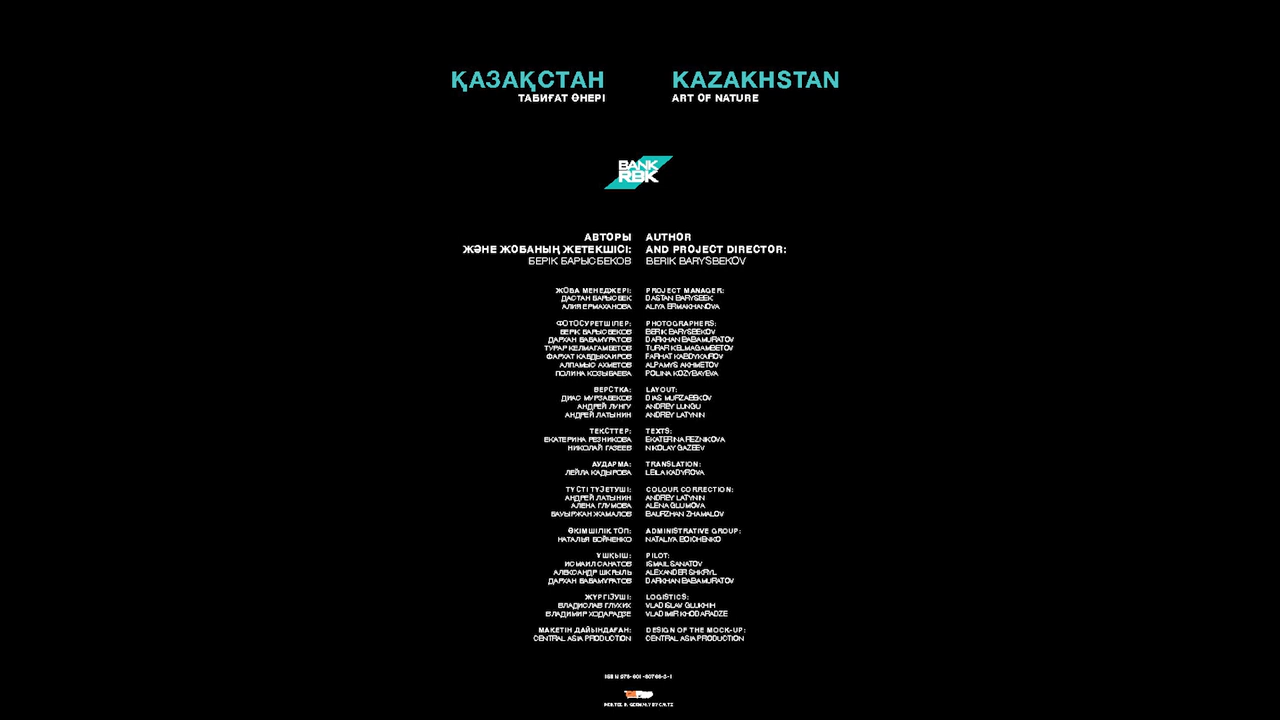 ҚАЗАҚСТАН
ТАБИҒАТ ӨНЕРІ
KAZAKHSTAN
ART OF NATURE
BANK
RBK
АВТОРЫ
ЖӘНЕ ЖОБАНЫҢ ЖЕТЕКШІСІ:
БЕРІК БАРЫСБЕКОВ
AUTHOR
AND PROJECT DIRECTOR:
BERIK BARYSBEKOV
ЖОБА МЕНЕДЖЕРІ:
ДАСТАН БАРЫСБЕК
АЛИЯ ЕРМАХАНОВА
PROJECT MANAGER:
DASTAN BARYSBEK
ALIYA ERMAKHANOVA
ФОТОСУРЕТШІЛЕР:
БЕРІК БАРЫСБЕКОВ
ДАРХАН БАБАМҰРАТОВ
ТУРАР КЕЛМАГАМБЕТОВ
ФАРХАТ КАБДЫКАИРОВ
АЛПАМЫС АХМЕТОВ
ПОЛИНА КОЗЫБАЕВА
PHOTOGRAPHERS:
BERIK BARYSBEKOV
DARKHAN BABAMURATOV
TURAR KELMAGAMBETOV
FARHAT KABDYKAIROV
ALPAMYS AKHMETOV
POLINA KOZYBAYEVA
ВЕРСТКА:
ДИАС МУРЗАБЕКОВ
АНДРЕЙ ЛУНГУ
АНДРЕЙ ЛАТЫНИН
LAYOUT:
DIAS MURZABEKOV
ANDREY LUNGU
ANDREY LATYNIN
ТЕКСТТЕР:
ЕКАТЕРИНА РЕЗНИКОВА
НИКОЛАЙ ГАЗЕЕВ
TEXTS:
EKATERINA REZNIKOVA
NIKOLAY GAZEEV
АУДАРМА:
ЛЕЙЛА КАДЫРОВА
TRANSLATION:
LEILA KADYROVA
ТҮСТІ ТҮЗЕТУШІ:
АНДРЕЙ ЛАТЫНИН
АЛЕНА ГЛУМОВА
БАУЫРЖАН ЖАМАЛОВ
COLOUR CORRECTION:
ANDREY LATYNIN
ALENA GLUMOVA
BAURZHAN ZHAMALOV
ӘКІМШІЛІК ТОП:
НАТАЛЬЯ БОЙЧЕНКО
ADMINISTRATIVE GROUP:
NATALIYA BOICHENKO
ҰШҚЫШ:
ИСМАИЛ САНАТОВ
АЛЕКСАНДР ШКРЫЛЬ
ДАРХАН БАБАМҰРАТОВ
PILOT:
ISMAIL SANATOV
ALEXANDER SHKRYL
DARKHAN BABAMURATOV
ЖҮРГІЗУШІ:
ВЛАДИСЛАВ ГЛУХИХ
ВЛАДИМИР ХОДАРАДЗЕ
LOGISTICS:
VLADISLAV GLUKHIH
VLADIMIR KHODARADZE
МАКЕТІН ДАЙЫНДАҒАН:
CENTRAL ASIA PRODUCTION
DESIGN OF THE MOCK-UP:
CENTRAL ASIA PRODUCTION